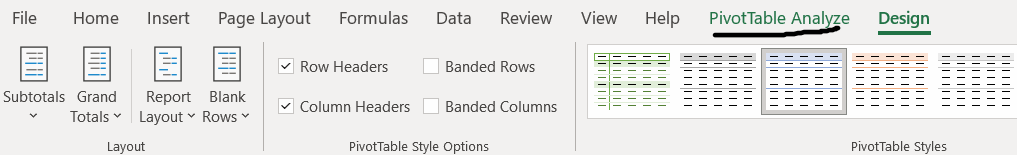 File Home Insert Page Layout Formulas Data Review View Help PivotTable Analyze Design
Subtotals Grand Totals Report Layout Blank Rows
Row Headers Banded Rows
Column Headers Banded Columns
Layout PivotTable Style Options PivotTable Styles